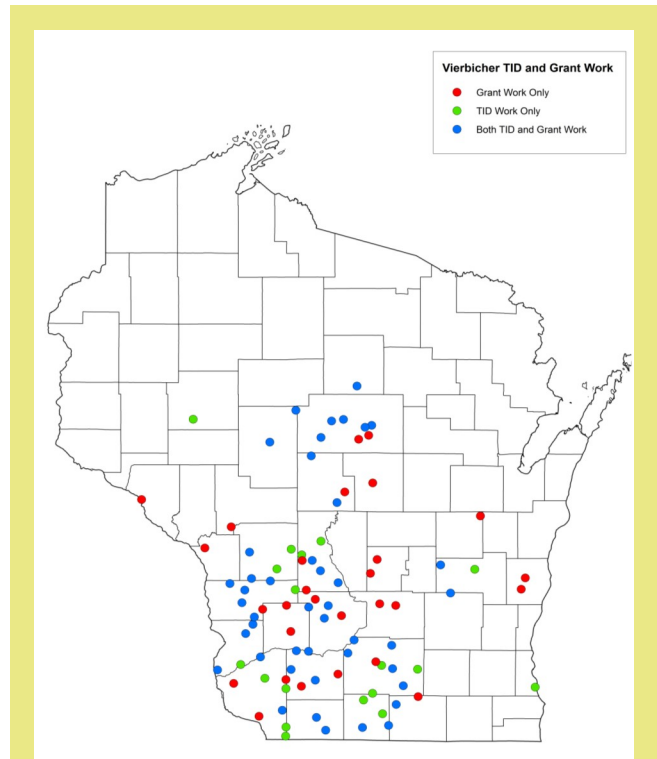 Vierbicher TID and Grant Work
Grant Work Only
TID Work Only
Both TID and Grant Work